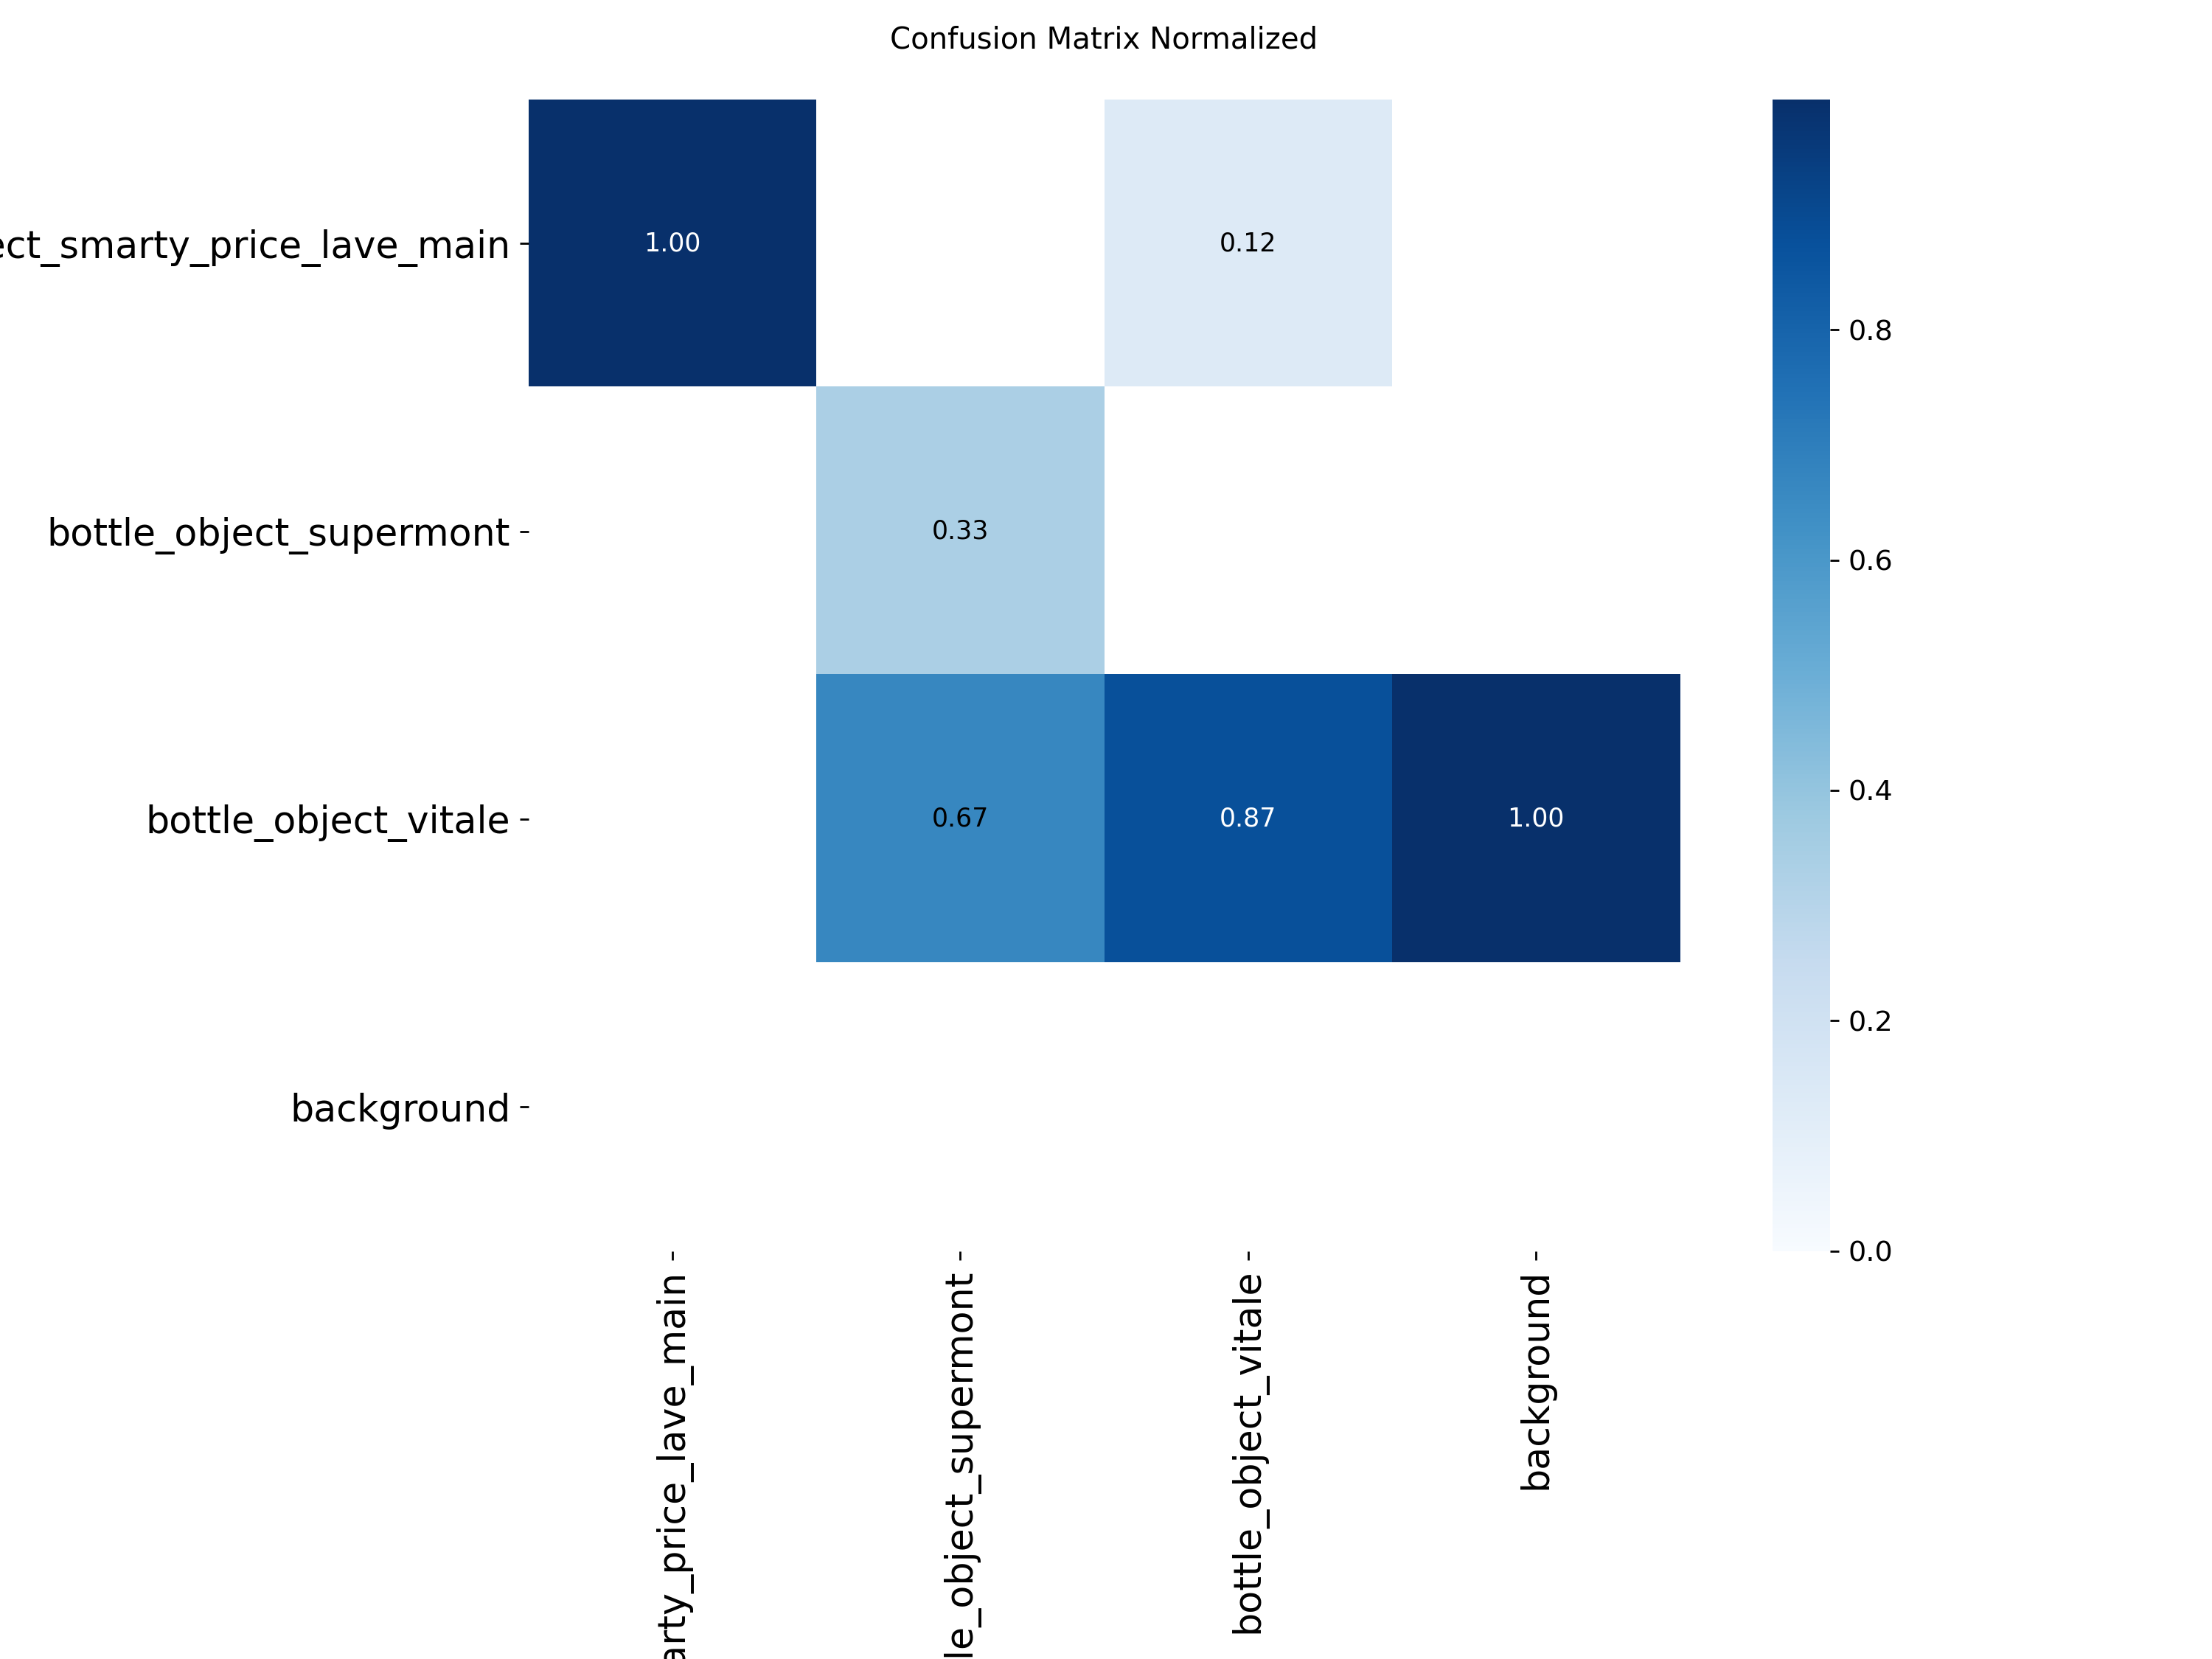 Confusion Matrix Normalized
ect_smarty_price_lave_main
1.00
0.12
0.8
bottle_object_supermont
0.33
0.6
bottle_object_vitale
0.67
0.87
1.00
0.4
0.2
background
0.0
arty_price_lave_main
le_object_supermont
bottle_object_vitale
background